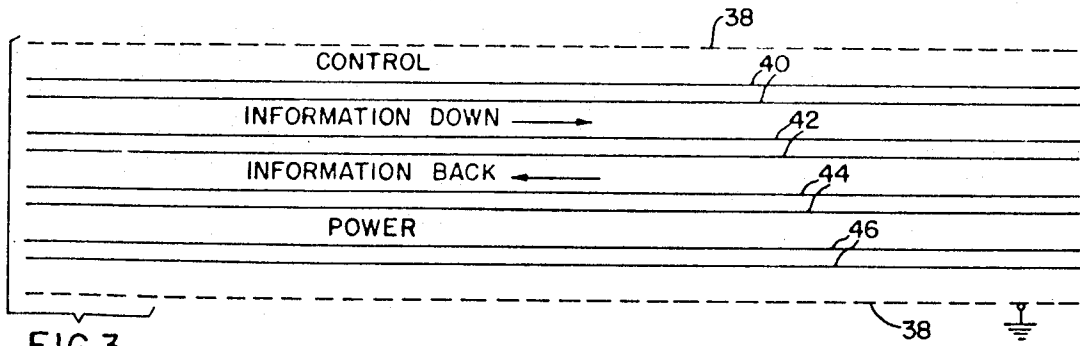 38
CONTROL
40
INFORMATION DOWN
42
INFORMATION BACK
44
POWER
46
38
FIG.3